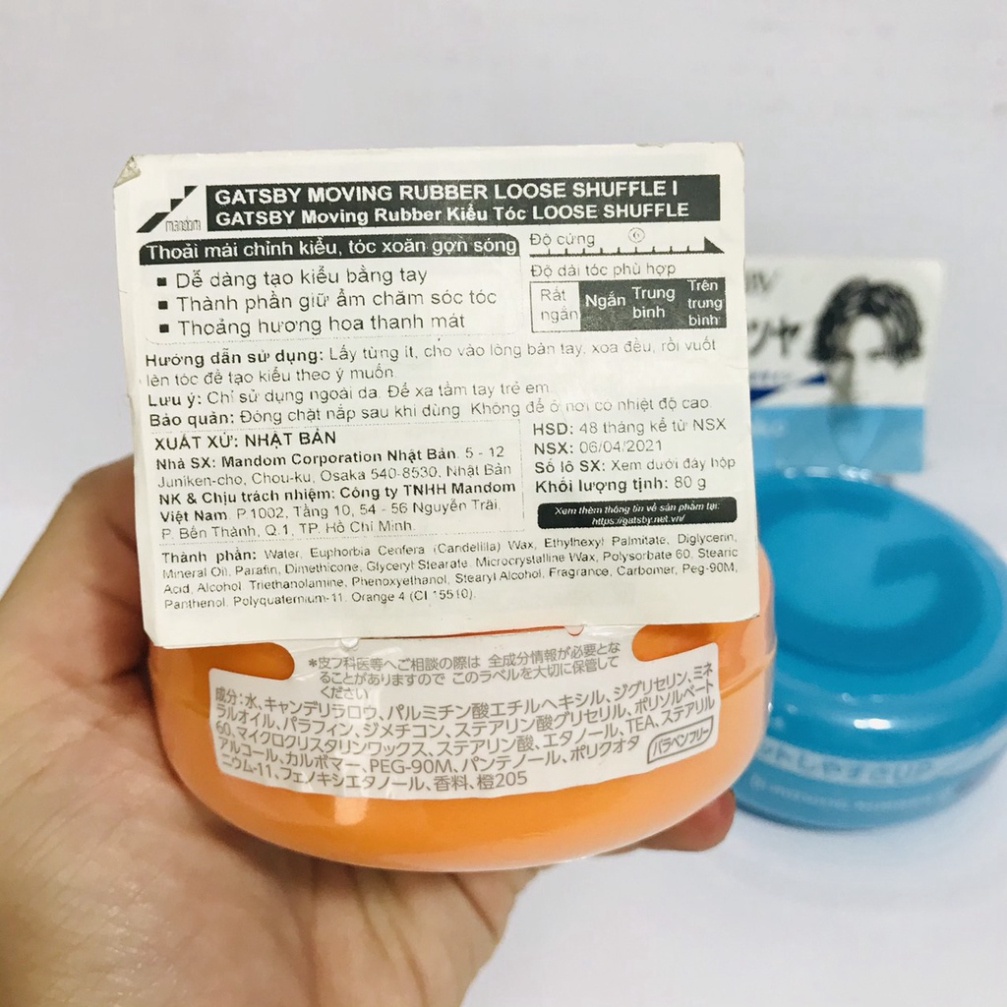 mandom
GATSBY MOVING RUBBER LOOSE SHUFFLE I
GATSBY Moving Rubber Kiểu Tóc LOOSE SHUFFLE
Thoải mái chỉnh kiểu, tóc xoăn gợn sóng
▪ Dễ dàng tạo kiểu bằng tay
▪ Thành phần giữ ẩm chăm sóc tóc
▪ Thoảng hương hoa thanh mát
Độ cứng
Độ dài tóc phù hợp
Rất ngắn
Ngắn
Trung bình
Trên trung bình
Hướng dẫn sử dụng: Lấy từng ít, cho vào lòng bàn tay, xoa đều, rồi vuốt
lên tóc để tạo kiểu theo ý muốn
Lưu ý: Chỉ sử dụng ngoài da. Để xa tầm tay trẻ em
Bảo quản: Đóng chặt nắp sau khi dùng. Không để ở nơi có nhiệt độ cao
XUẤT XỨ: NHẬT BẢN
Nhà SX: Mandom Corporation Nhật Bản. 5 - 12
Juniken-cho, Chou-ku, Osaka 540-8530, Nhật Bản
NK & Chịu trách nhiệm: Công ty TNHH Mandom
Việt Nam. P.1002, Tầng 10, 54 - 56 Nguyễn Trãi,
P. Bến Thành, Q.1, TP. Hồ Chí Minh.
HSD: 48 tháng kể từ NSX
NSX: 06/04/2021
Số lô SX: Xem dưới đáy hộp
Khối lượng tịnh: 80 g
Xem thêm thông tin về sản phẩm tại:
https://gatsby.net.vn/
Thành phần: Water, Euphorbia Cerifera (Candelilla) Wax, Ethylhexyl Palmitate, Diglycerin,
Mineral Oil, Parafin, Dimethicone, Glyceryl Stearate, Microcrystalline Wax, Polysorbate 60, Stearic
Acid, Alcohol, Triethanolamine, Phenoxyethanol, Stearyl Alcohol, Fragrance, Carbomer, Peg-90M,
Panthenol, Polyquaternium-11, Orange 4 (CI 15510).
*皮フ科医等へご相談の際は 全成分情報が必要とな
ることがありますので このラベルを大切に保管して
ください
成分:水、キャンデリラロウ、パルミチン酸エチルヘキシル、ジグリセリン、ミネ
ラルオイル、パラフィン、ジメチコン、ステアリン酸グリセリル、ポリソルベート
60、マイクロクリスタリンワックス、ステアリン酸、エタノール、TEA、ステアリル
アルコール、カルボマー、PEG-90M、パンテノール、ポリクオタ
ニウム-11、フェノキシエタノール、香料、橙205
パラベンフリー
ツヤ